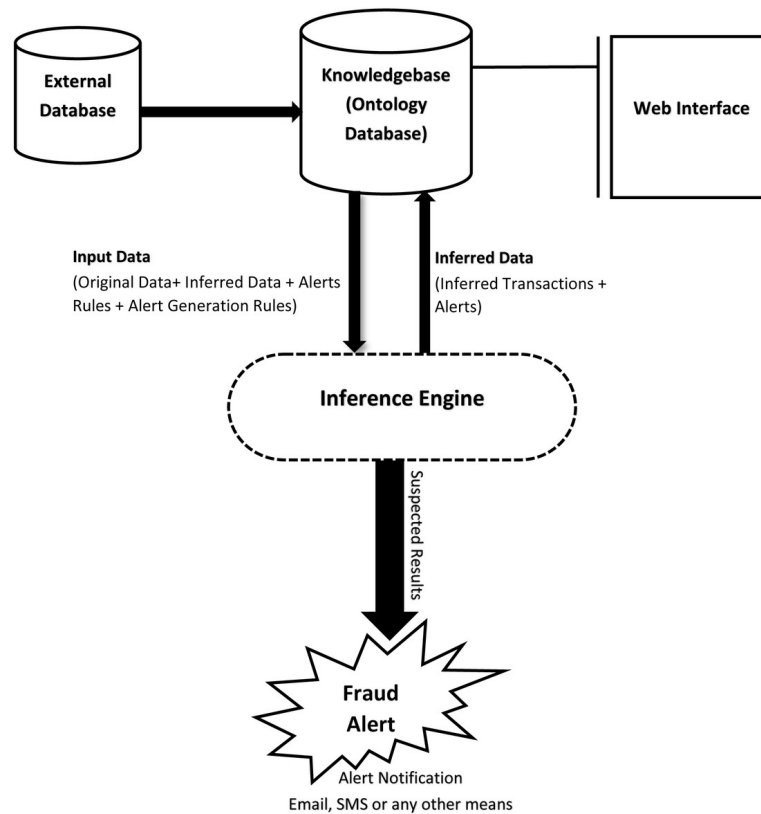 External
Database
Knowledgebase
(Ontology
Database)
Web Interface
Input Data
(Original Data+ Inferred Data + Alerts
Rules + Alert Generation Rules)
Inferred Data
(Inferred Transactions +
Alerts)
Inference Engine
Suspected Results
Fraud
Alert
Alert Notification
Email, SMS or any other means